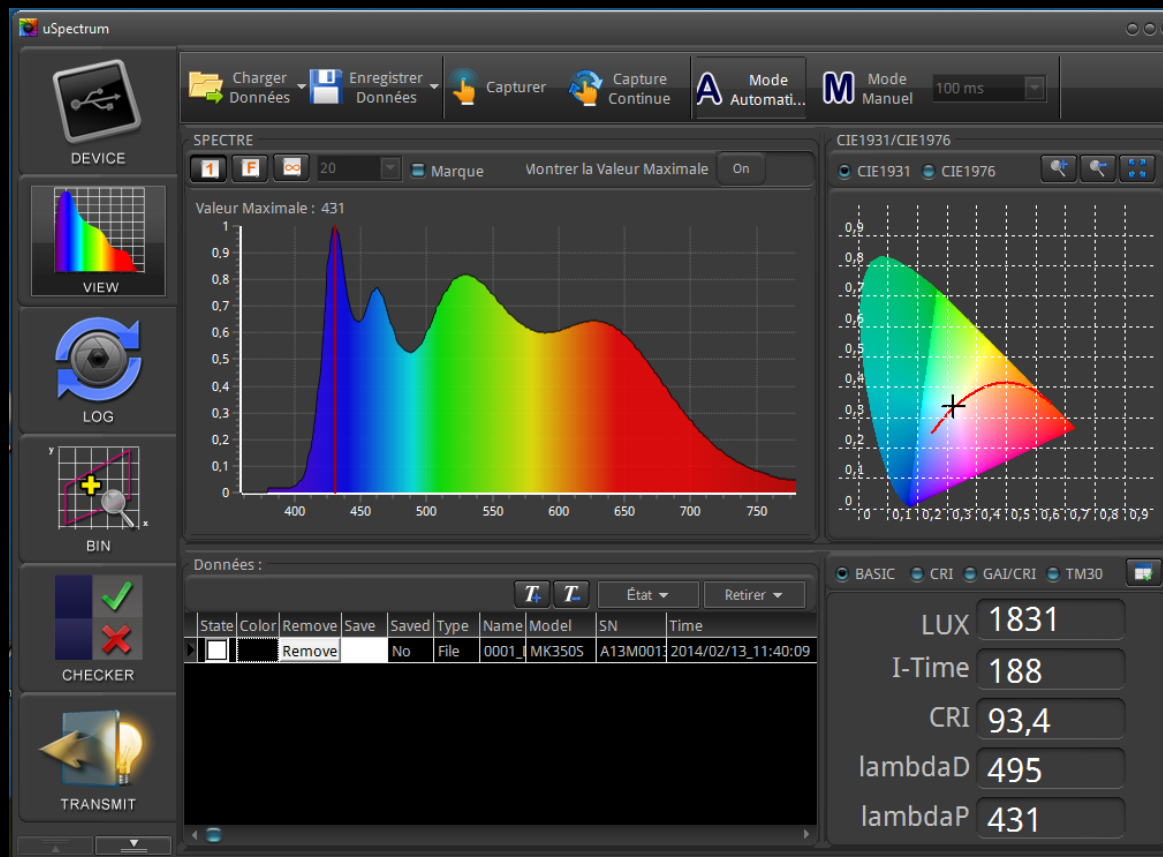 uSpectrum
DEVICE
VIEW
LOG
y
x
BIN
CHECKER
TRANSMIT
Charger Données
Enregistrer Données
Capturer
Capture Continue
A Mode Automati...
M Mode Manuel
100 ms
SPECTRE
1 F ∞ 20 Marque Montrer la Valeur Maximale On
Valeur Maximale : 431
1
0,9
0,8
0,7
0,6
0,5
0,4
0,3
0,2
0,1
0
400 450 500 550 600 650 700 750
CIE1931/CIE1976
CIE1931 CIE1976
0,9
0,8
0,7
0,6
0,5
0,4
0,3
0,2
0,1
0
0 0,1 0,2 0,3 0,4 0,5 0,6 0,7 0,8 0,9
Données :
T+ T- État Retirer
State Color Remove Save Saved Type Name Model SN Time
Remove No File 0001_ MK350S A13M001 2014/02/13_11:40:09
BASIC CRI GAI/CRI TM30
LUX 1831
I-Time 188
CRI 93,4
lambdaD 495
lambdaP 431